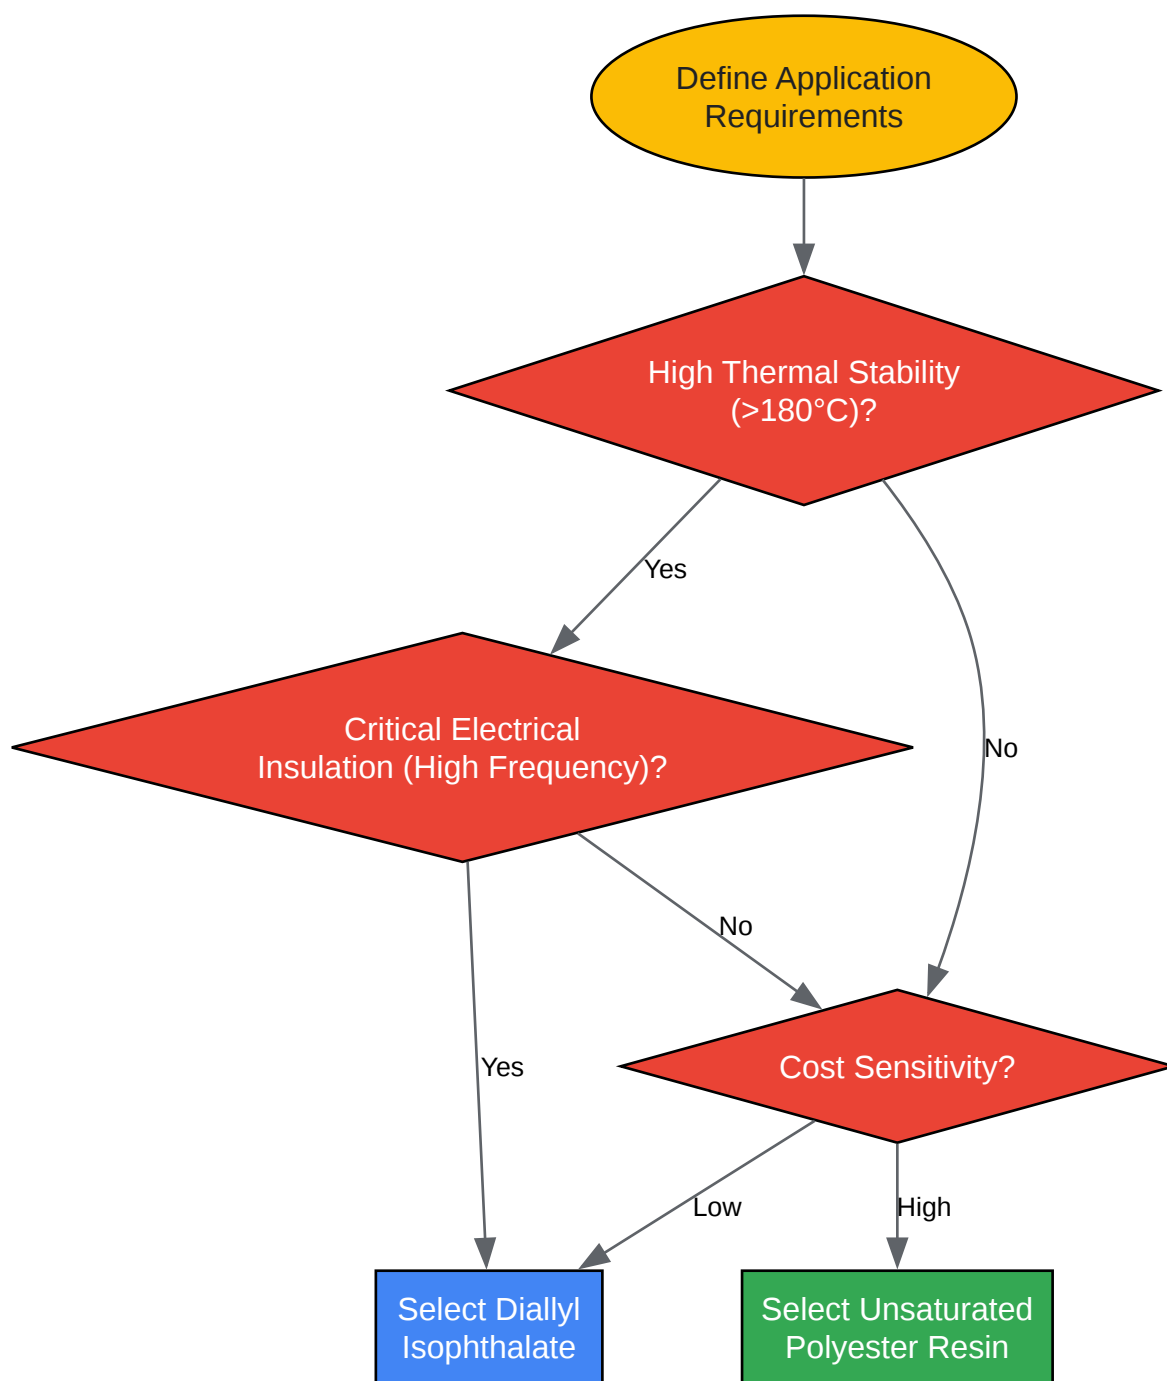 Define Application
Requirements
High Thermal Stability
(>180°C)?
Yes
Critical Electrical
Insulation (High Frequency)?
No
No
Yes
Cost Sensitivity?
Low
High
Select Diallyl
Isophthalate
Select Unsaturated
Polyester Resin